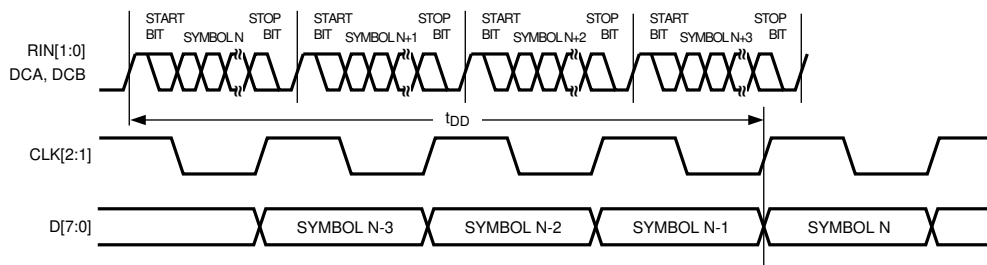 START STOP START STOP START STOP START STOP
BIT SYMBOL N BIT BIT SYMBOL N+1 BIT BIT SYMBOL N+2 BIT BIT SYMBOL N+3 BIT
RIN[1:0]
DCA, DCB
tDD
CLK[2:1]
D[7:0] SYMBOL N-3 SYMBOL N-2 SYMBOL N-1 SYMBOL N